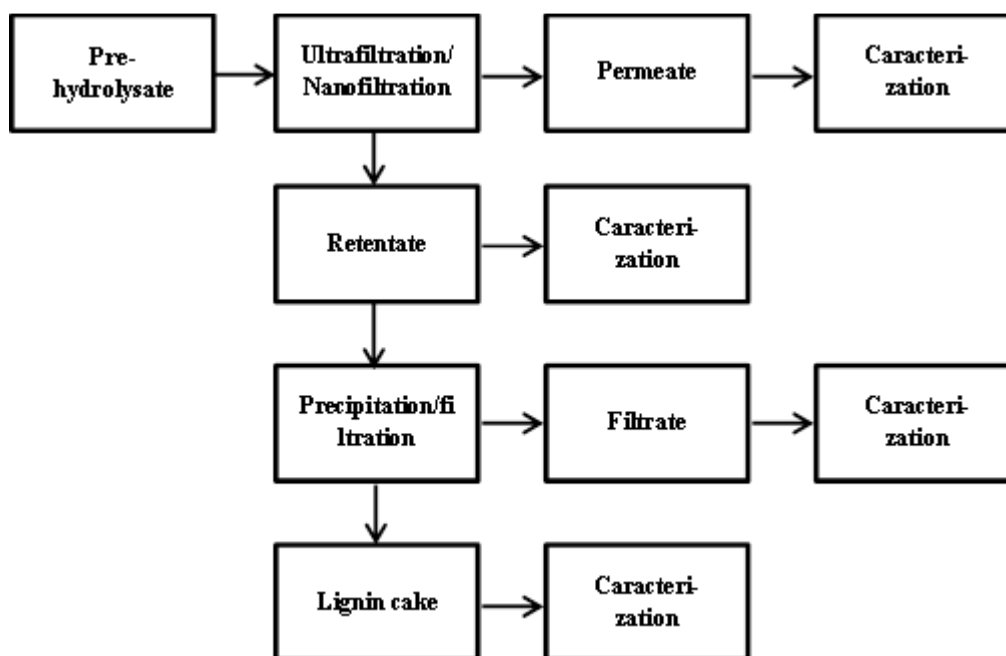 Pre-
hydrolysate
Ultrafiltration/
Nanofiltration
Permeate
Caracteri-
zation
Retentate
Caracteri-
zation
Precipitation/fi
ltration
Filtrate
Caracteri-
zation
Lignin cake
Caracteri-
zation